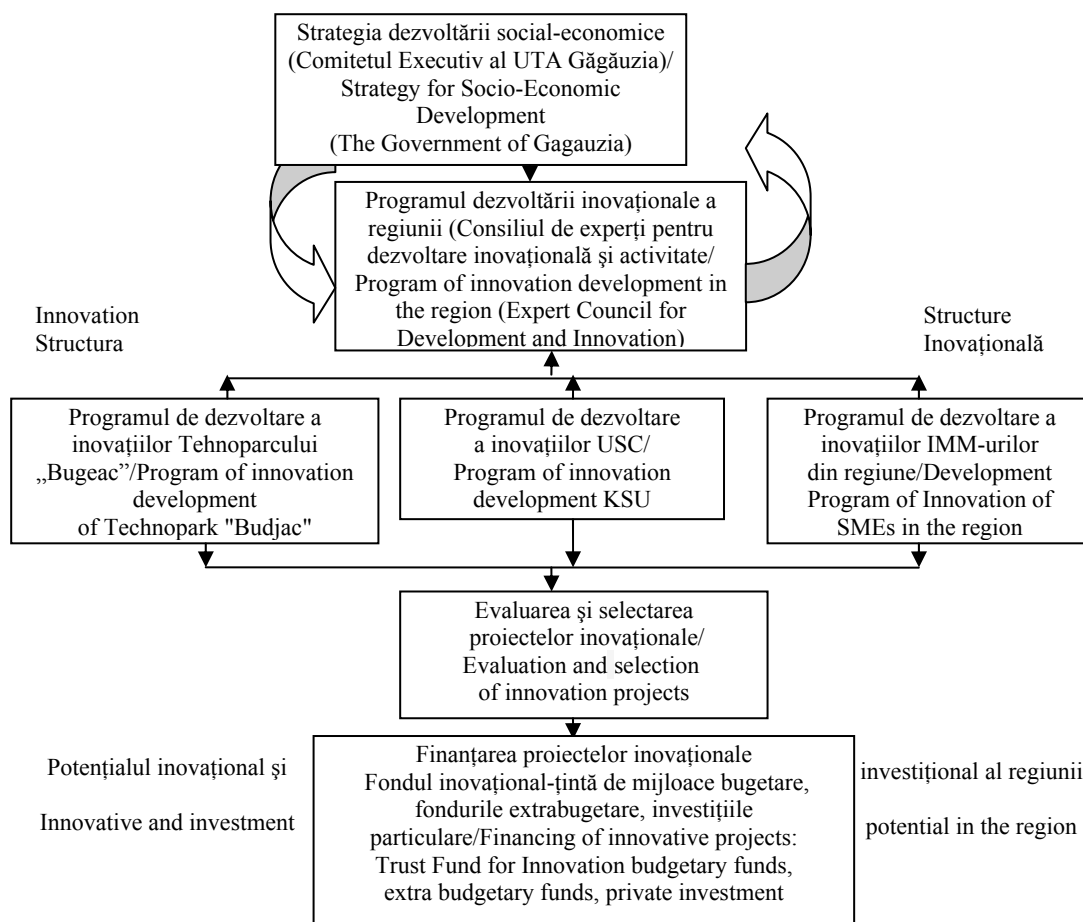 Strategia dezvoltării social-economice
(Comitetul Executiv al UTA Găgăuzia)/
Strategy for Socio-Economic
Development
(The Government of Gagauzia)
Programul dezvoltării inovaționale a
regiunii (Consiliul de experți pentru
dezvoltare inovațională şi activitate/
Program of innovation development in
the region (Expert Council for
Development and Innovation)
Innovation
Structura
Structure
Inovațională
Programul de dezvoltare a
inovațiilor Tehnoparcului
„Bugeac”/Program of innovation
development
of Technopark "Budjac"
Programul de dezvoltare
a inovațiilor USC/
Program of innovation
development KSU
Programul de dezvoltare a
inovațiilor IMM-urilor
din regiune/Development
Program of Innovation of
SMEs in the region
Evaluarea şi selectarea
proiectelor inovaționale/
Evaluation and selection
of innovation projects
Potențialul inovațional şi
Innovative and investment
Finanțarea proiectelor inovaționale
Fondul inovațional-țintă de mijloace bugetare,
fondurile extrabugetare, investițiile
particulare/Financing of innovative projects:
Trust Fund for Innovation budgetary funds,
extra budgetary funds, private investment
investițional al regiunii
potential in the region